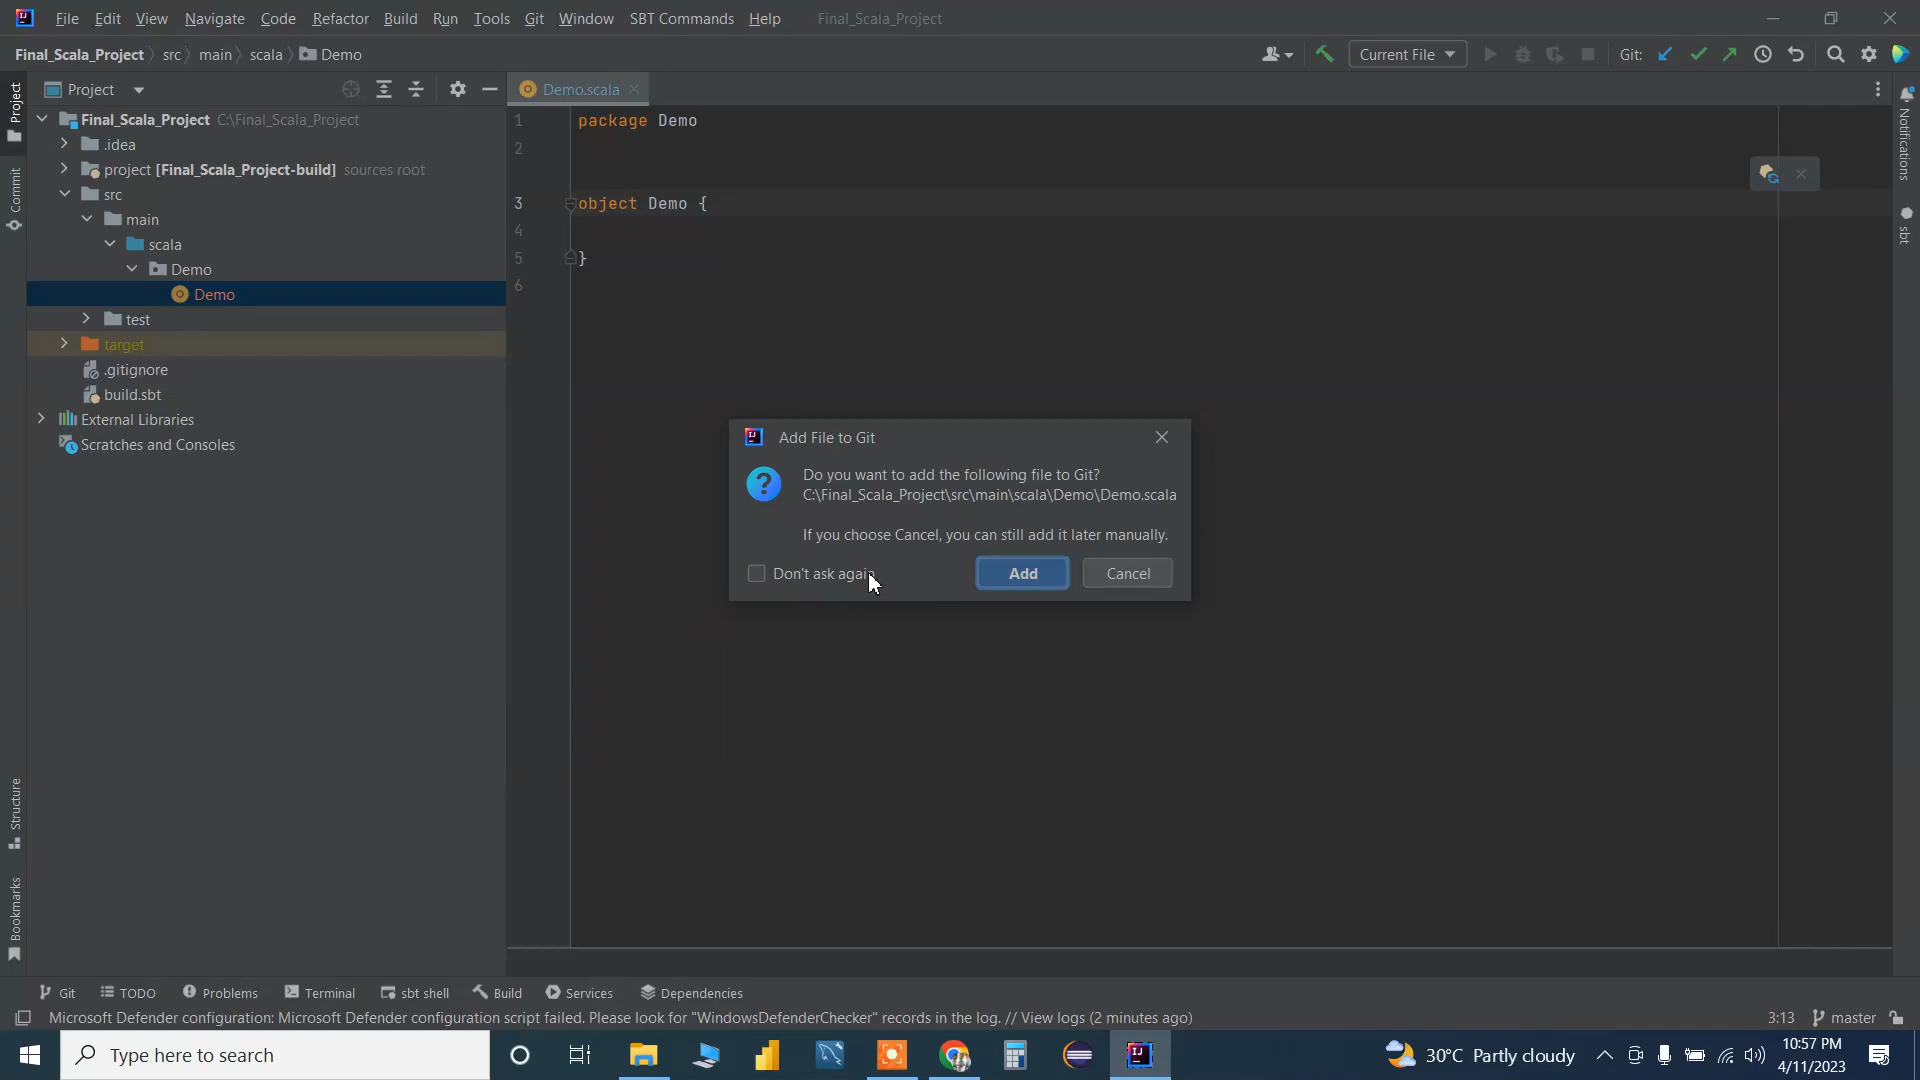 File Edit View Navigate Code Refactor Build Run Tools Git Window SBT Commands Help Final_Scala_Project
Final_Scala_Project src main scala Demo
Current File
Git:
Project
Demo.scala
Final_Scala_Project C:\Final_Scala_Project
.idea
project [Final_Scala_Project-build] sources root
src
main
scala
Demo
Demo
test
target
.gitignore
build.sbt
External Libraries
Scratches and Consoles
Project
Commit
Structure
Bookmarks
1 package Demo
2
3 object Demo {
4
5 }
6
Notifications
sbt
Add File to Git
Do you want to add the following file to Git?
C:\Final_Scala_Project\src\main\scala\Demo\Demo.scala
If you choose Cancel, you can still add it later manually.
Don't ask again
Add
Cancel
Git TODO Problems Terminal sbt shell Build Services Dependencies
Microsoft Defender configuration: Microsoft Defender configuration script failed. Please look for "WindowsDefenderChecker" records in the log. // View logs (2 minutes ago)
3:13 master
Type here to search
30°C Partly cloudy
10:57 PM
4/11/2023